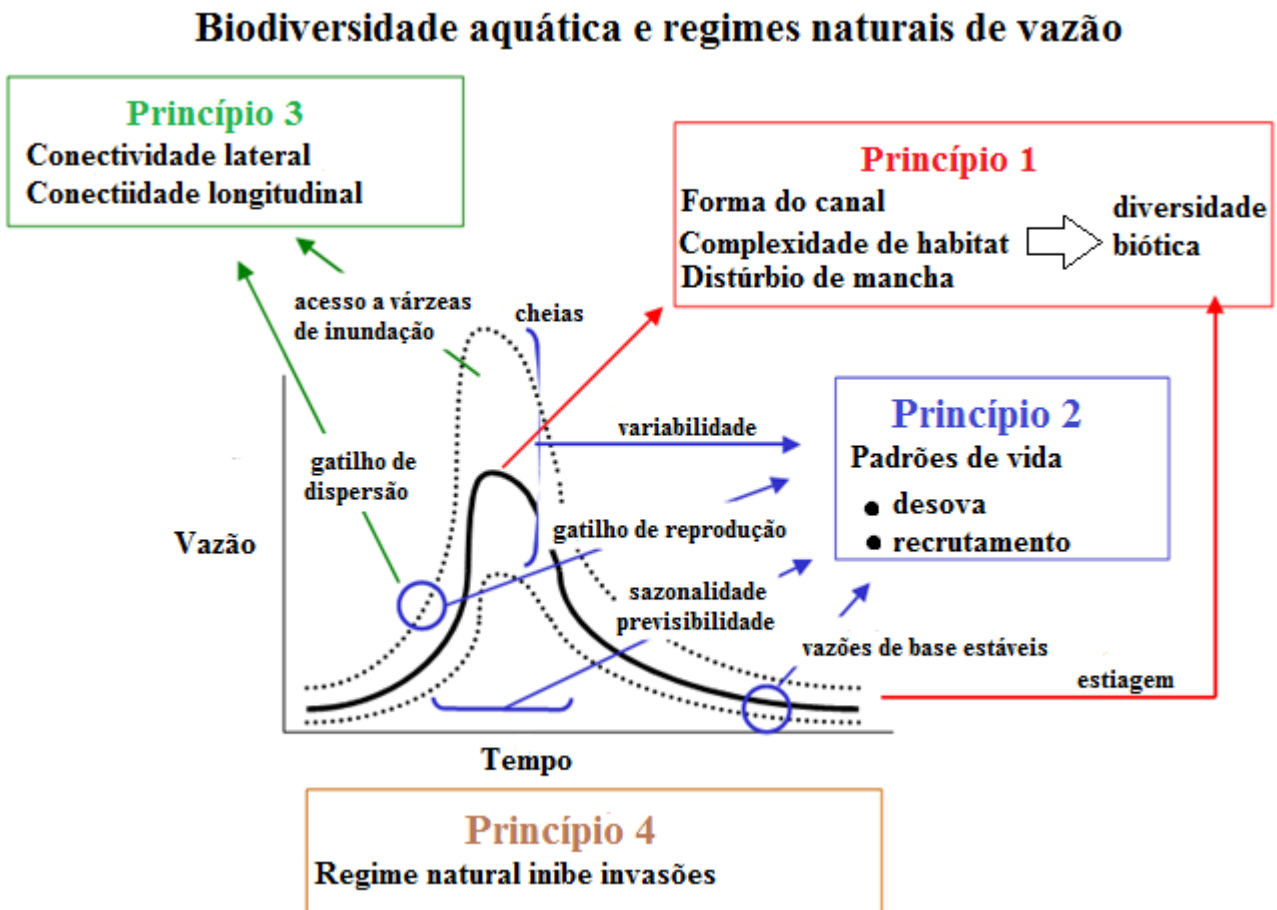 Biodiversidade aquática e regimes naturais de vazão
Princípio 3
Conectividade lateral
Conectiidade longitudinal
Princípio 1
Forma do canal
Complexidade de habitat
Distúrbio de mancha
diversidade
biótica
acesso a várzeas
de inundação
cheias
Princípio 2
Padrões de vida
• desova
• recrutamento
variabilidade
gatilho de
dispersão
gatilho de reprodução
Vazão
sazonalidade
previsibilidade
vazões de base estáveis
estiagem
Tempo
Princípio 4
Regime natural inibe invasões